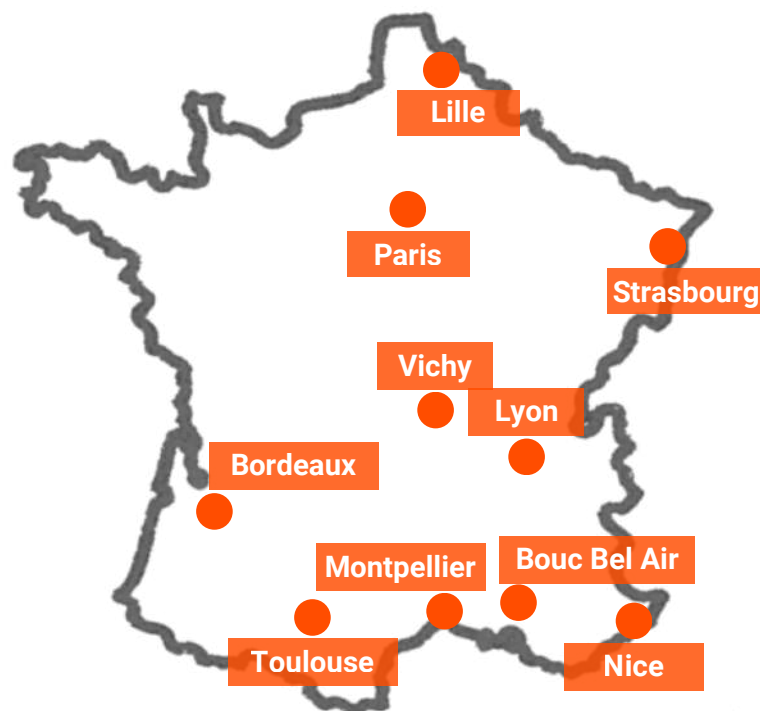 Lille
Paris
Strasbourg
Vichy
Lyon
Bordeaux
Montpellier
Bouc Bel Air
Toulouse
Nice